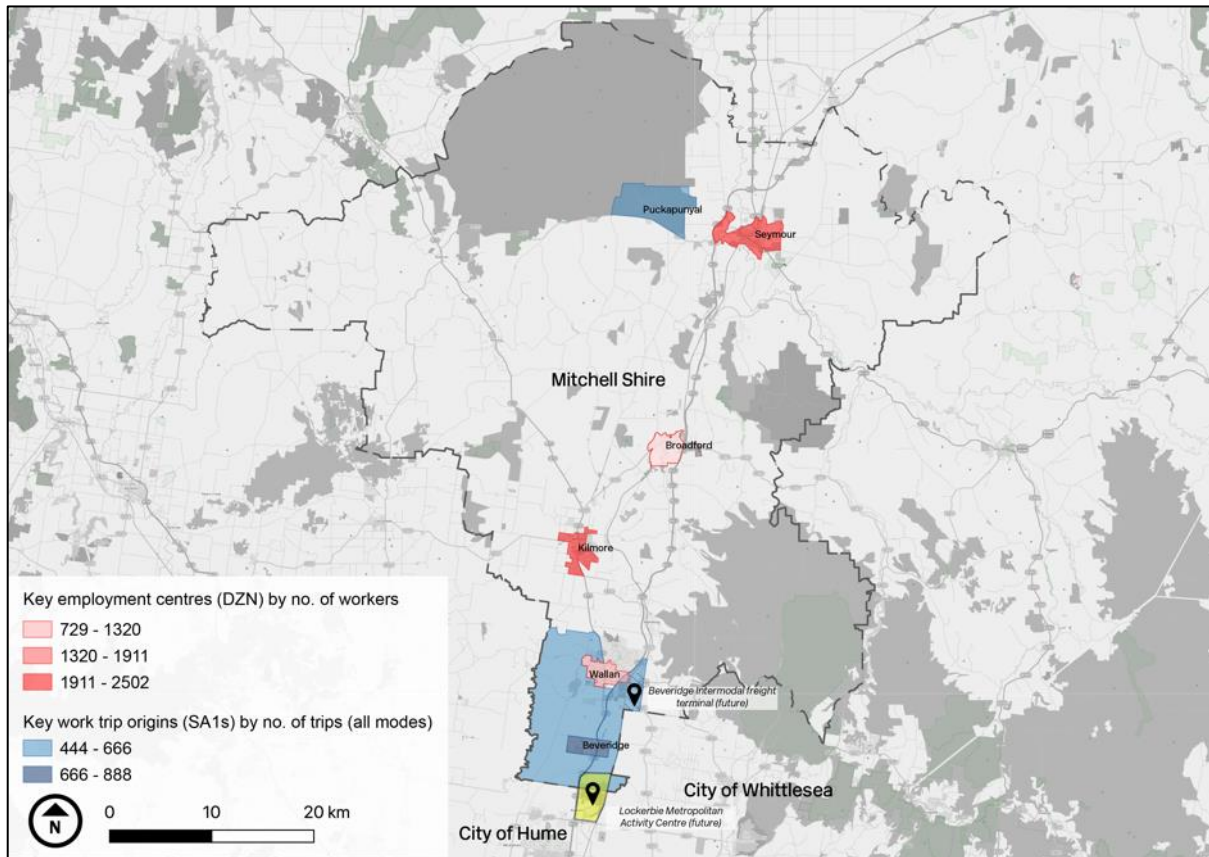 Puckapunyal
Seymour
Mitchell Shire
Broadford
Kilmore
Key employment centres (DZN) by no. of workers
729 - 1320
1320 - 1911
1911 - 2502
Key work trip origins (SA1s) by no. of trips (all modes)
444 - 666
666 - 888
N
0 10 20 km
Wallan
Beveridge Intermodal freight
terminal (future)
Beveridge
City of Whittlesea
Lockerbie Metropolitan
Activity Centre (future)
City of Hume